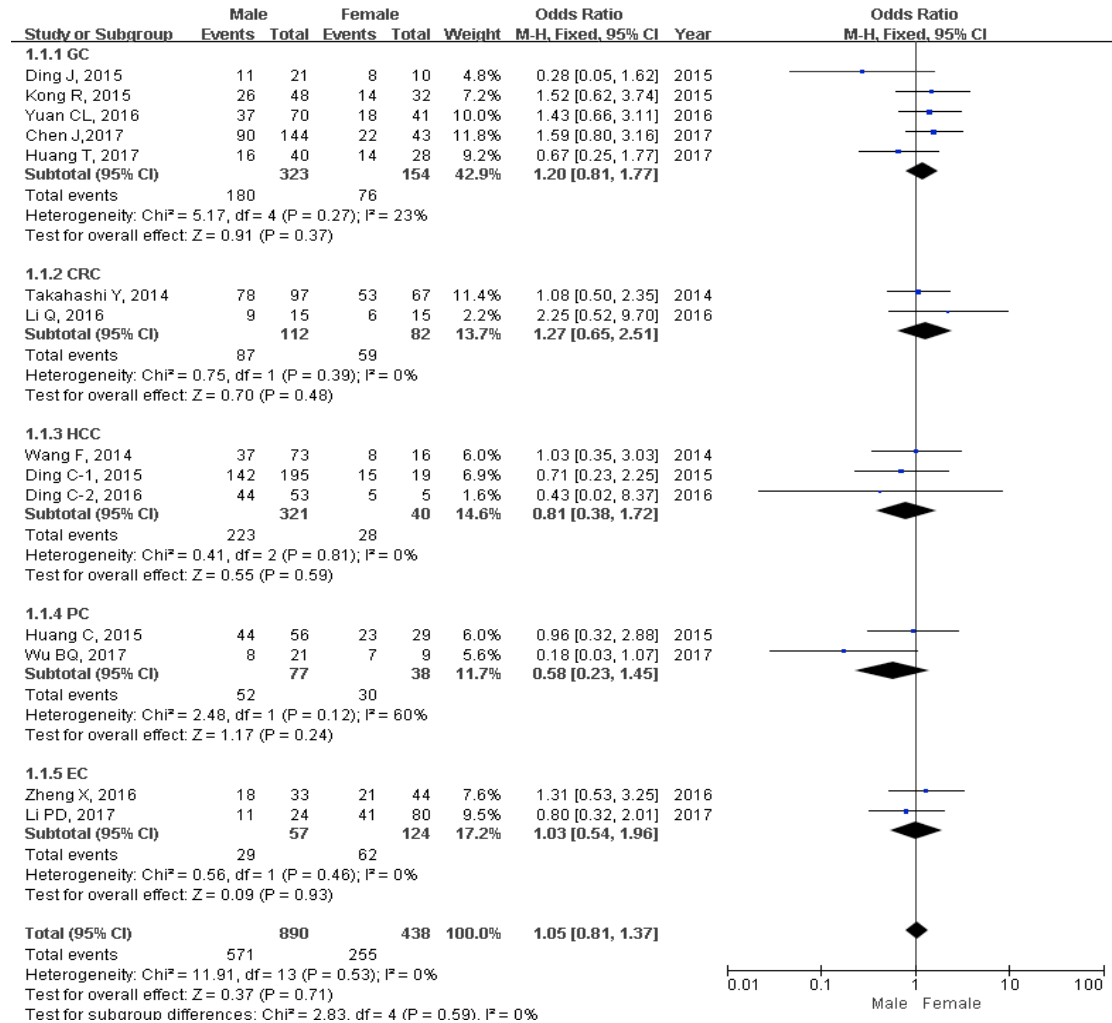 Male Female Odds Ratio Odds Ratio
Study or Subgroup Events Total Events Total Weight M-H, Fixed, 95% CI Year M-H, Fixed, 95% CI
1.1.1 GC
Ding J, 2015 11 21 8 10 4.8% 0.28 [0.05, 1.62] 2015
Kong R, 2015 26 48 14 32 7.2% 1.52 [0.62, 3.74] 2015
Yuan CL, 2016 37 70 18 41 10.0% 1.43 [0.66, 3.11] 2016
Chen J,2017 90 144 22 43 11.8% 1.59 [0.80, 3.16] 2017
Huang T, 2017 16 40 14 28 9.2% 0.67 [0.25, 1.77] 2017
Subtotal (95% CI) 323 154 42.9% 1.20 [0.81, 1.77]
Total events 180 76
Heterogeneity: Chi² = 5.17, df = 4 (P = 0.27); I² = 23%
Test for overall effect: Z = 0.91 (P = 0.37)
1.1.2 CRC
Takahashi Y, 2014 78 97 53 67 11.4% 1.08 [0.50, 2.35] 2014
Li Q, 2016 9 15 6 15 2.2% 2.25 [0.52, 9.70] 2016
Subtotal (95% CI) 112 82 13.7% 1.27 [0.65, 2.51]
Total events 87 59
Heterogeneity: Chi² = 0.75, df = 1 (P = 0.39); I² = 0%
Test for overall effect: Z = 0.70 (P = 0.48)
1.1.3 HCC
Wang F, 2014 37 73 8 16 6.0% 1.03 [0.35, 3.03] 2014
Ding C-1, 2015 142 195 15 19 6.9% 0.71 [0.23, 2.25] 2015
Ding C-2, 2016 44 53 5 5 1.6% 0.43 [0.02, 8.37] 2016
Subtotal (95% CI) 321 40 14.6% 0.81 [0.38, 1.72]
Total events 223 28
Heterogeneity: Chi² = 0.41, df = 2 (P = 0.81); I² = 0%
Test for overall effect: Z = 0.55 (P = 0.59)
1.1.4 PC
Huang C, 2015 44 56 23 29 6.0% 0.96 [0.32, 2.88] 2015
Wu BQ, 2017 8 21 7 9 5.6% 0.18 [0.03, 1.07] 2017
Subtotal (95% CI) 77 38 11.7% 0.58 [0.23, 1.45]
Total events 52 30
Heterogeneity: Chi² = 2.48, df = 1 (P = 0.12); I² = 60%
Test for overall effect: Z = 1.17 (P = 0.24)
1.1.5 EC
Zheng X, 2016 18 33 21 44 7.6% 1.31 [0.53, 3.25] 2016
Li PD, 2017 11 24 41 80 9.5% 0.80 [0.32, 2.01] 2017
Subtotal (95% CI) 57 124 17.2% 1.03 [0.54, 1.96]
Total events 29 62
Heterogeneity: Chi² = 0.56, df = 1 (P = 0.46); I² = 0%
Test for overall effect: Z = 0.09 (P = 0.93)
Total (95% CI) 890 438 100.0% 1.05 [0.81, 1.37]
Total events 571 255
Heterogeneity: Chi² = 11.91, df = 13 (P = 0.53); I² = 0%
Test for overall effect: Z = 0.37 (P = 0.71)
Test for subgroup differences: Chi² = 2.83, df = 4 (P = 0.59), I² = 0%
0.01 0.1 1 10 100
Male Female